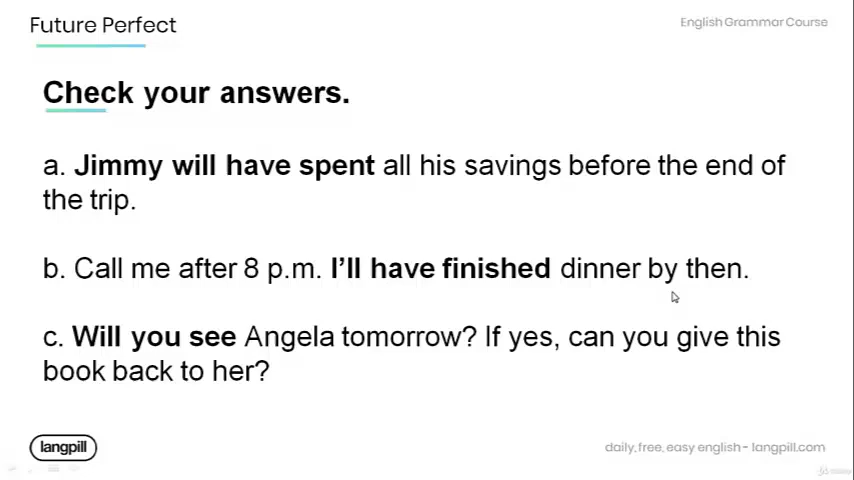 Future Perfect
English Grammar Course
Check your answers.
a. Jimmy will have spent all his savings before the end of
the trip.
b. Call me after 8 p.m. I’ll have finished dinner by then.
c. Will you see Angela tomorrow? If yes, can you give this
book back to her?
langpill
daily, free, easy english - langpill.com